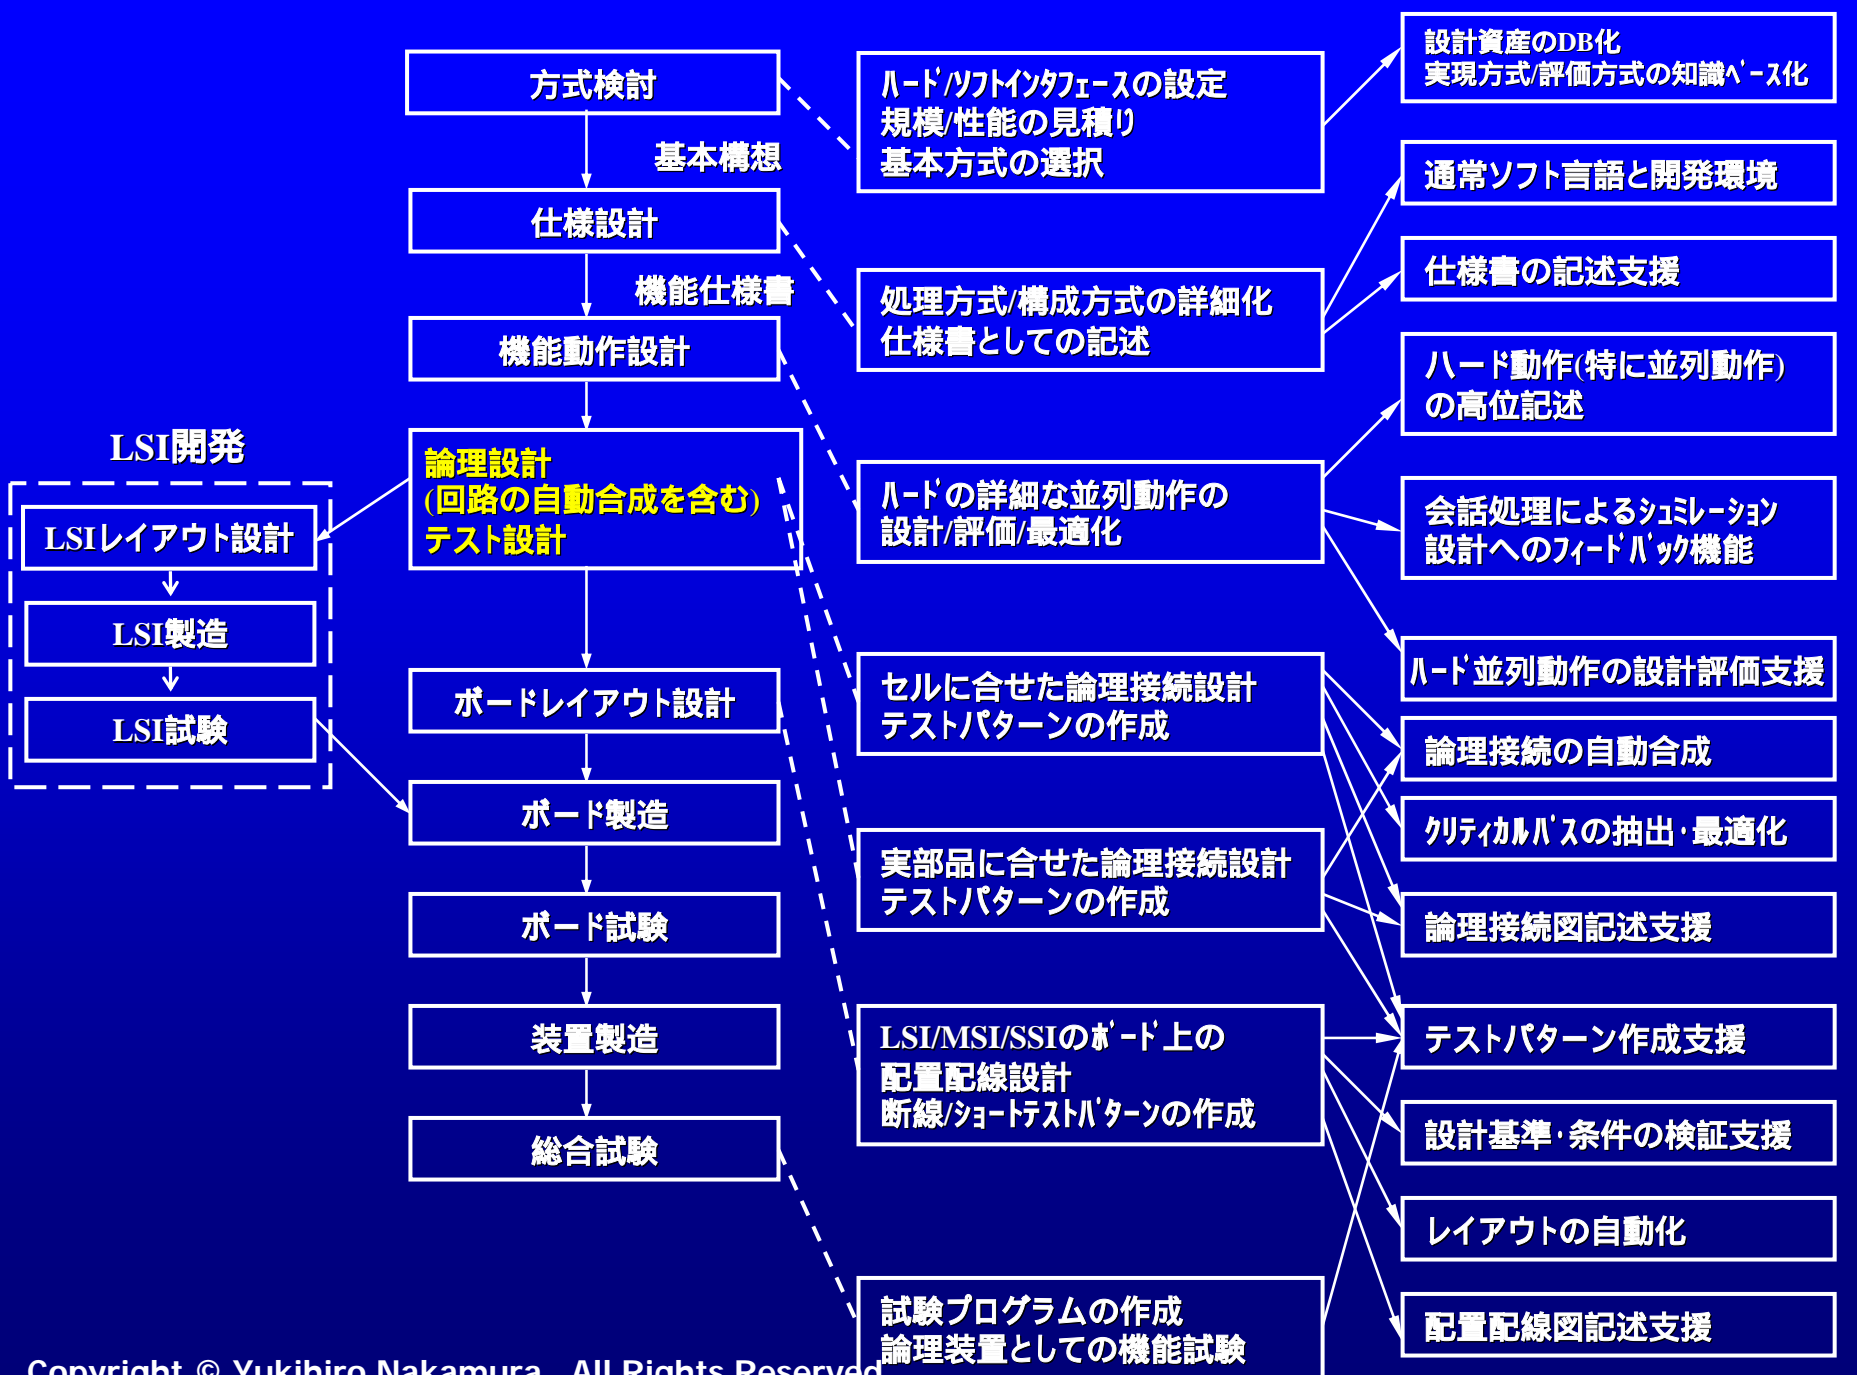 方式検討
基本構想
仕様設計
機能仕様書
機能動作設計
論理設計
(回路の自動合成を含む)
テスト設計
ボードレイアウト設計
ボード製造
ボード試験
装置製造
総合試験
LSI開発
LSIレイアウト設計
LSI製造
LSI試験
ﾊｰﾄﾞ/ｿﾌﾄｲﾝﾀﾌｪｰｽの設定
規模/性能の見積り
基本方式の選択
処理方式/構成方式の詳細化
仕様書としての記述
ﾊｰﾄﾞの詳細な並列動作の
設計/評価/最適化
セルに合せた論理接続設計
テストパターンの作成
実部品に合せた論理接続設計
テストパターンの作成
LSI/MSI/SSIのﾎﾞｰﾄﾞ上の
配置配線設計
断線/ｼｮｰﾄﾃｽﾄﾊﾟﾀｰﾝの作成
試験プログラムの作成
論理装置としての機能試験
設計資産のDB化
実現方式/評価方式の知識ﾍﾞｰｽ化
通常ソフト言語と開発環境
仕様書の記述支援
ハード動作(特に並列動作)
の高位記述
会話処理によるｼｭﾐﾚｰｼｮﾝ
設計へのﾌｨｰﾄﾞﾊﾞｯｸ機能
ﾊｰﾄﾞ並列動作の設計評価支援
論理接続の自動合成
ｸﾘﾃｨｶﾙﾊﾟｽの抽出･最適化
論理接続図記述支援
テストパターン作成支援
設計基準･条件の検証支援
レイアウトの自動化
配置配線図記述支援
Copyright © Yukihiro Nakamura. All Rights Reserved